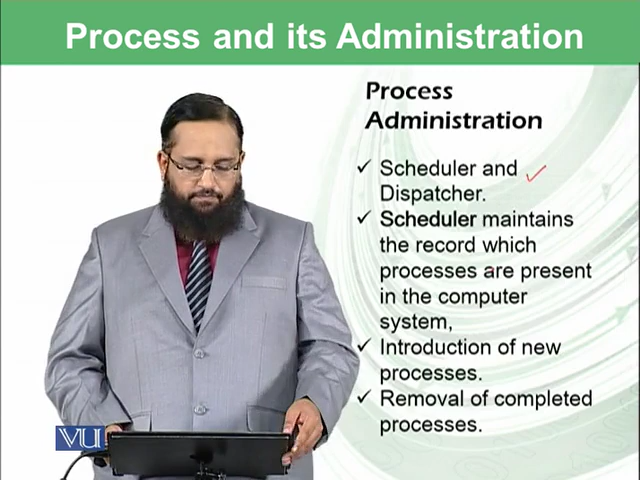 Process and its Administration
Process
Administration
Scheduler and
Dispatcher.
Scheduler maintains
the record which
processes are present
in the computer
system,
Introduction of new
processes.
Removal of completed
processes.
VU